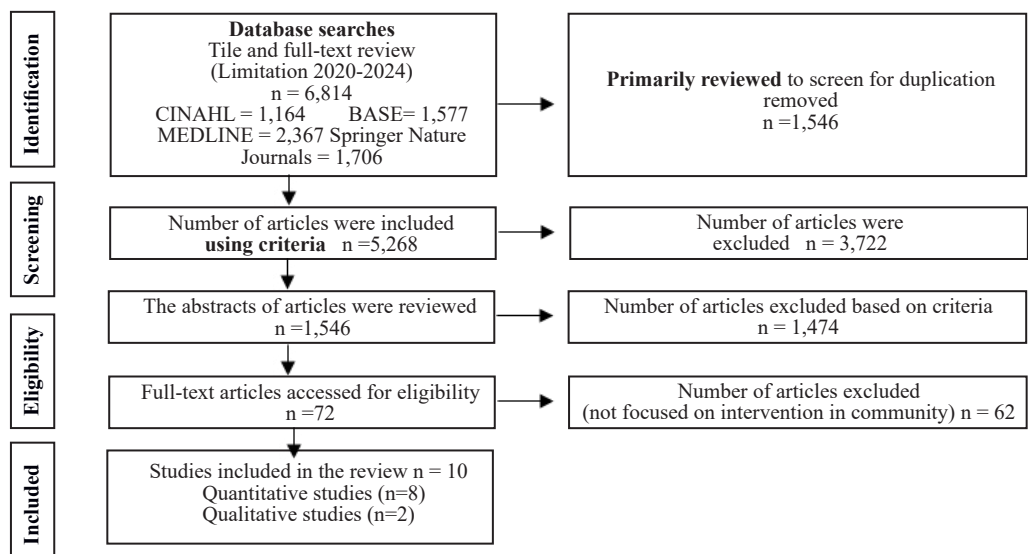 Identification
Database searches
Tile and full-text review
(Limitation 2020-2024)
n = 6,814
CINAHL = 1,164 BASE= 1,577
MEDLINE = 2,367 Springer Nature
Journals = 1,706
Primarily reviewed to screen for duplication
removed
n =1,546
Screening
Number of articles were included
using criteria n =5,268
Number of articles were
excluded n = 3,722
The abstracts of articles were reviewed
n =1,546
Number of articles excluded based on criteria
n = 1,474
Eligibility
Full-text articles accessed for eligibility
n =72
Number of articles excluded
(not focused on intervention in community) n = 62
Included
Studies included in the review n = 10
Quantitative studies (n=8)
Qualitative studies (n=2)